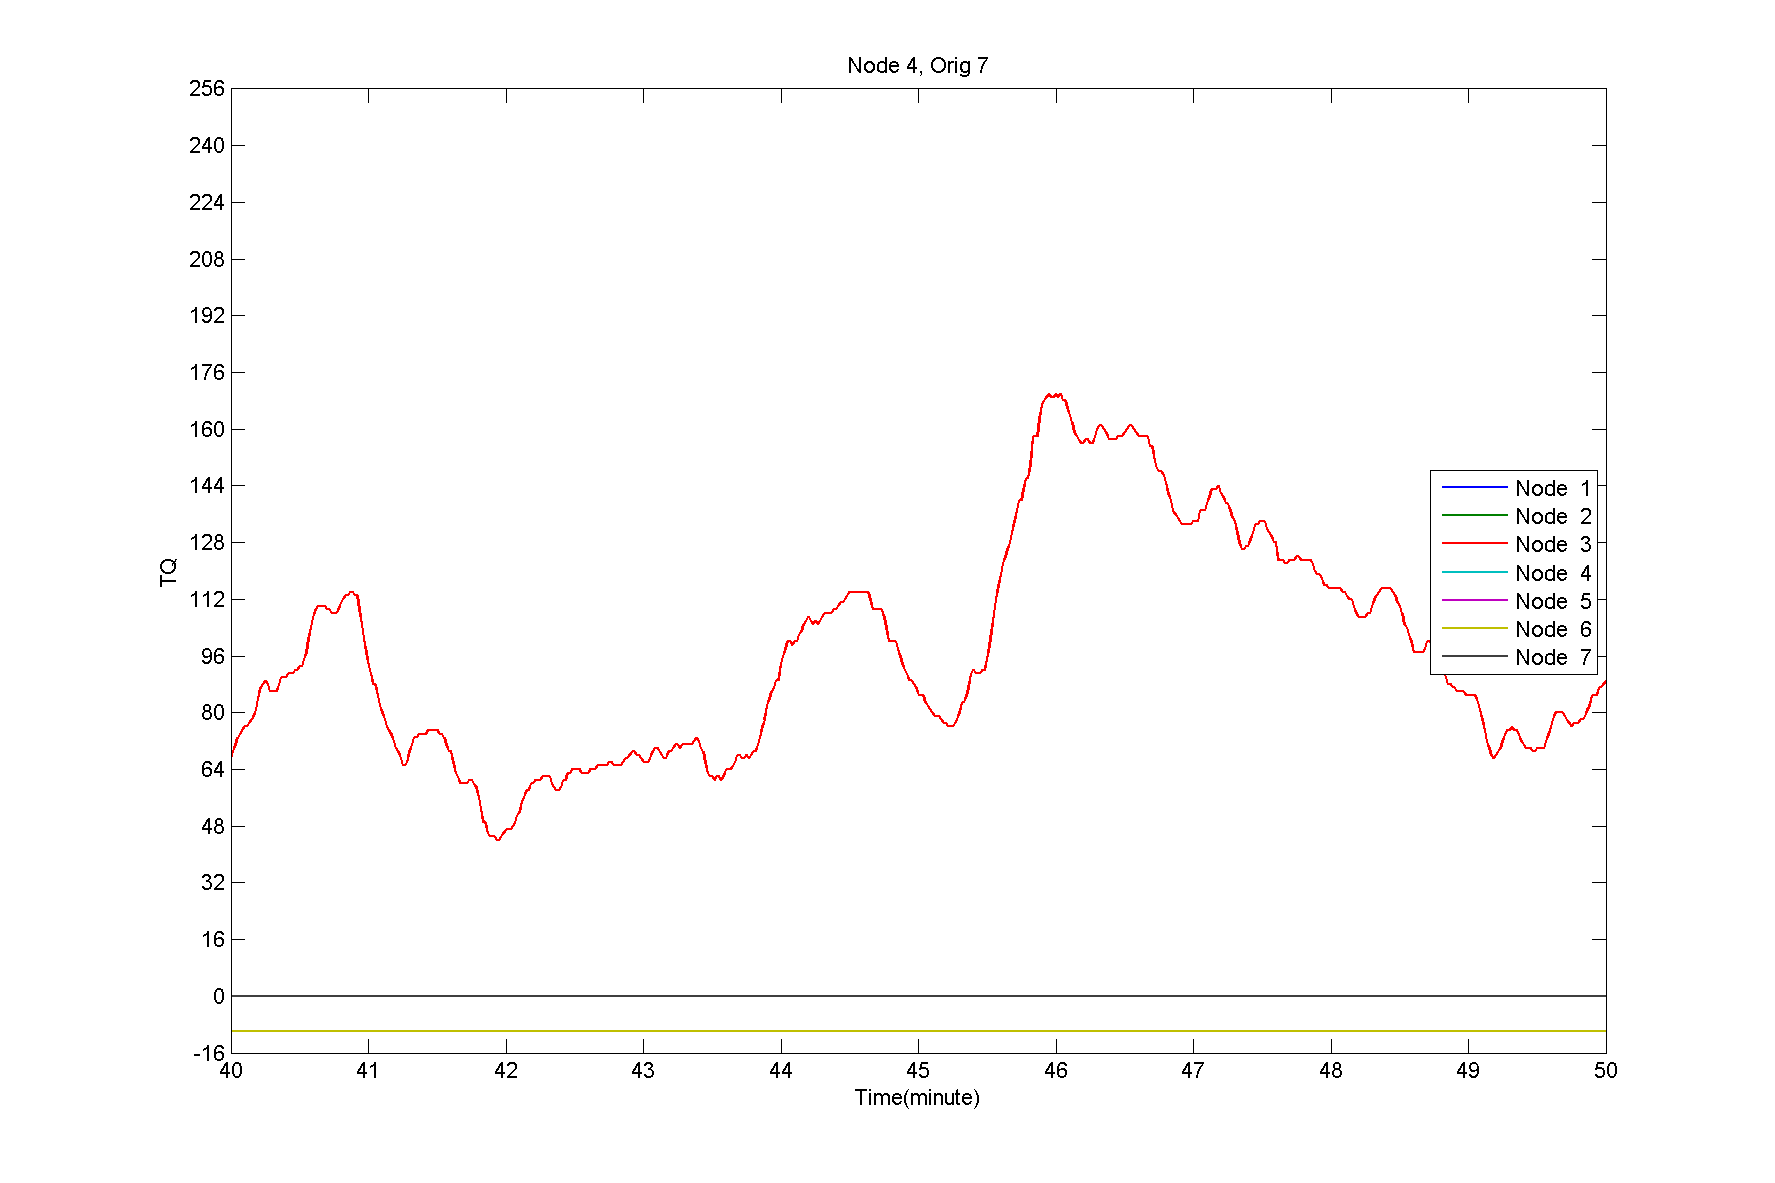 Node 4, Orig 7
256
240
224
208
192
176
160
144
128
112
96
80
64
48
32
16
0
-16
TQ
Node 1
Node 2
Node 3
Node 4
Node 5
Node 6
Node 7
40 41 42 43 44 45 46 47 48 49 50
Time(minute)